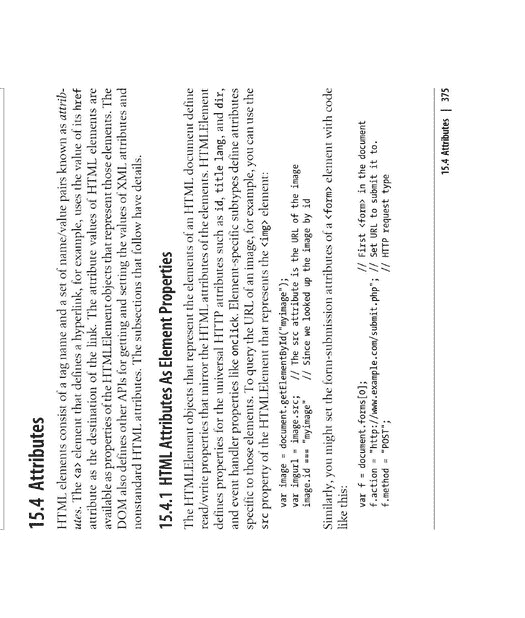 15.4 Attributes
HTML elements consist of a tag name and a set of name/value pairs known as attrib-
utes. The <a> element that defines a hyperlink, for example, uses the value of its href
attribute as the destination of the link. The attribute values of HTML elements are
available as properties of the HTMLElement objects that represent those elements. The
DOM also defines other APIs for getting and setting the values of XML attributes and
nonstandard HTML attributes. The subsections that follow have details.
15.4.1 HTML Attributes As Element Properties
The HTMLElement objects that represent the elements of an HTML document define
read/write properties that mirror the HTML attributes of the elements. HTMLElement
defines properties for the universal HTTP attributes such as id, title lang, and dir,
and event handler properties like onclick. Element-specific subtypes define attributes
specific to those elements. To query the URL of an image, for example, you can use the
src property of the HTMLElement that represents the <img> element:
var image = document.getElementById("myimage");
var imgurl = image.src; // The src attribute is the URL of the image
image.id === "myimage" // Since we looked up the image by id
Similarly, you might set the form-submission attributes of a <form> element with code
like this:
var f = document.forms[0]; // First <form> in the document
f.action = "http://www.example.com/submit.php"; // Set URL to submit it to.
f.method = "POST"; // HTTP request type
15.4 Attributes | 375